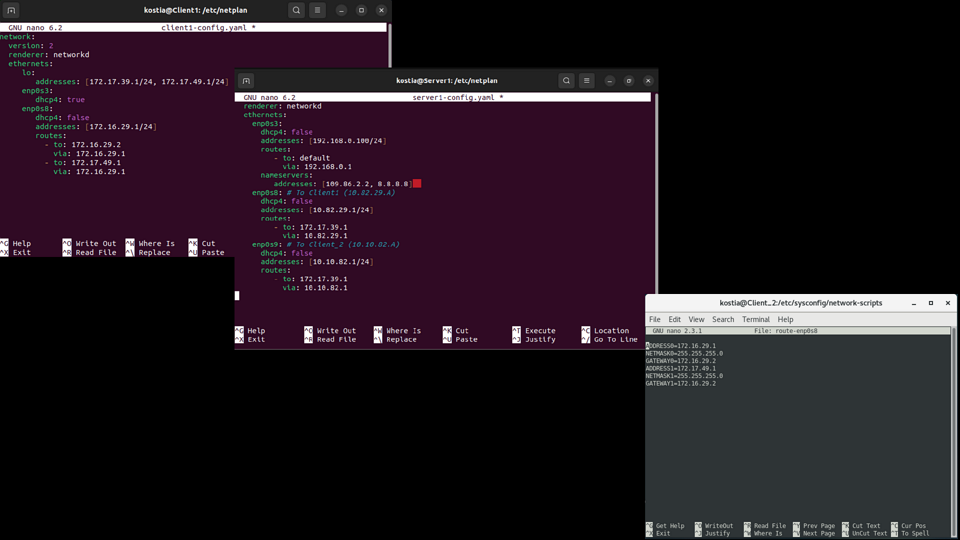 kostia@Client1: /etc/netplan
GNU nano 6.2 client1-config.yaml *
network:
version: 2
renderer: networkd
ethernets:
lo:
addresses: [172.17.39.1/24, 172.17.49.1/24]
enp0s3:
dhcp4: true
enp0s8:
dhcp4: false
addresses: [172.16.29.1/24]
routes:
- to: 172.16.29.2
via: 172.16.29.1
- to: 172.17.49.1
via: 172.16.29.1
^G Help ^O Write Out ^W Where Is ^K Cut
^X Exit ^R Read File ^\ Replace ^U Paste
kostia@Server1: /etc/netplan
GNU nano 6.2 server1-config.yaml *
renderer: networkd
ethernets:
enp0s3:
dhcp4: false
addresses: [192.168.0.100/24]
routes:
- to: default
via: 192.168.0.1
nameservers:
addresses: [109.86.2.2, 8.8.8.8]
enp0s8: # To Client1 (10.82.29.A)
dhcp4: false
addresses: [10.82.29.1/24]
routes:
- to: 172.17.39.1
via: 10.82.29.1
enp0s9: # To Client_2 (10.10.82.A)
dhcp4: false
addresses: [10.10.82.1/24]
routes:
- to: 172.17.39.1
via: 10.10.82.1
^G Help ^O Write Out ^W Where Is ^K Cut ^T Execute ^C Location
^X Exit ^R Read File ^\ Replace ^U Paste ^J Justify ^/ Go To Line
kostia@Client_2:/etc/sysconfig/network-scripts
File Edit View Search Terminal Help
GNU nano 2.3.1 File: route-enp0s8
ADDRESS0=172.16.29.1
NETMASK0=255.255.255.0
GATEWAY0=172.16.29.2
ADDRESS1=172.17.49.1
NETMASK1=255.255.255.0
GATEWAY1=172.16.29.2
^G Get Help ^O WriteOut ^R Read File ^Y Prev Page ^K Cut Text ^C Cur Pos
^X Exit ^J Justify ^W Where Is ^V Next Page ^U UnCut Text ^T To Spell